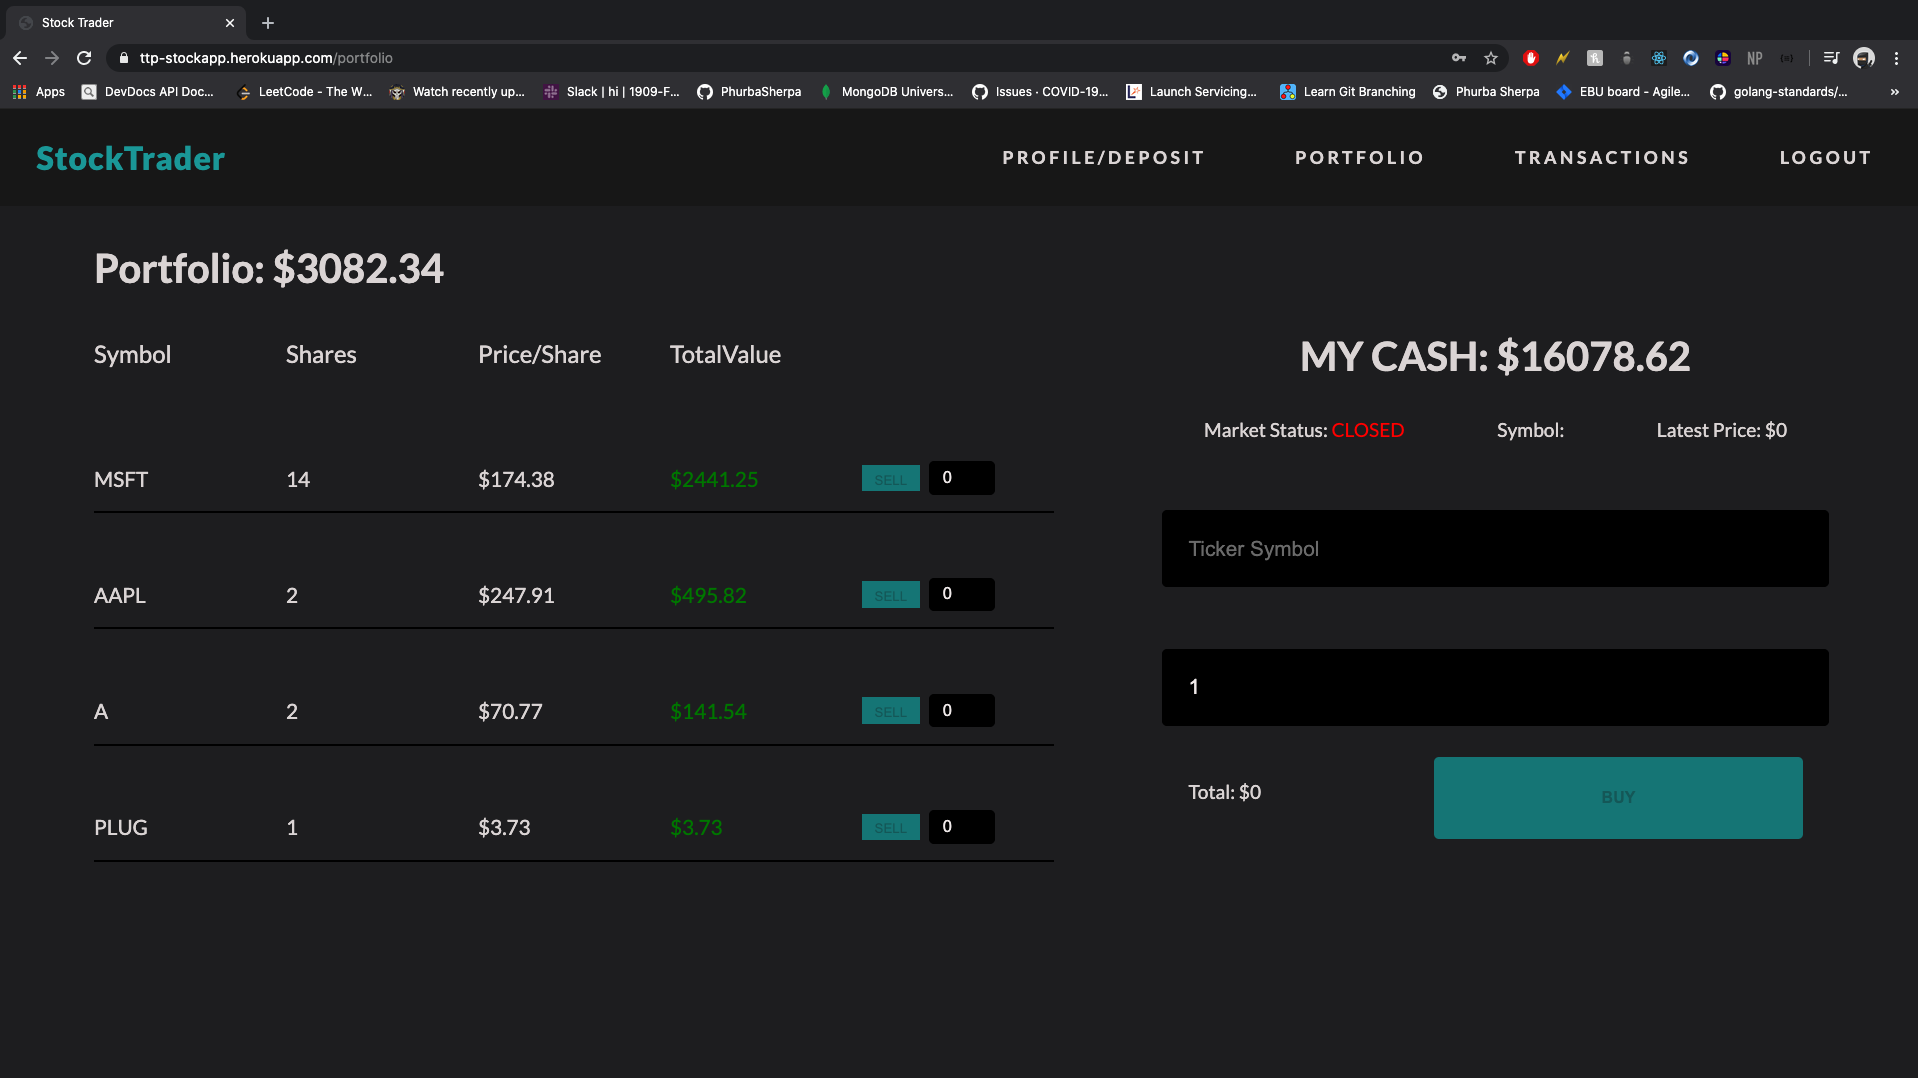 Stock Trader
ttp-stockapp.herokuapp.com/portfolio
NP
Apps DevDocs API Doc... LeetCode - The W... Watch recently up... Slack | hi | 1909-F... PhurbaSherpa MongoDB Univers... Issues · COVID-19... Launch Servicing... Learn Git Branching Phurba Sherpa EBU board - Agile... golang-standards/... »
StockTrader PROFILE/DEPOSIT PORTFOLIO TRANSACTIONS LOGOUT
Portfolio: $3082.34
Symbol Shares Price/Share TotalValue
MSFT 14 $174.38 $2441.25 SELL 0
AAPL 2 $247.91 $495.82 SELL 0
A 2 $70.77 $141.54 SELL 0
PLUG 1 $3.73 $3.73 SELL 0
MY CASH: $16078.62
Market Status: CLOSED Symbol: Latest Price: $0
Ticker Symbol
1
Total: $0 BUY